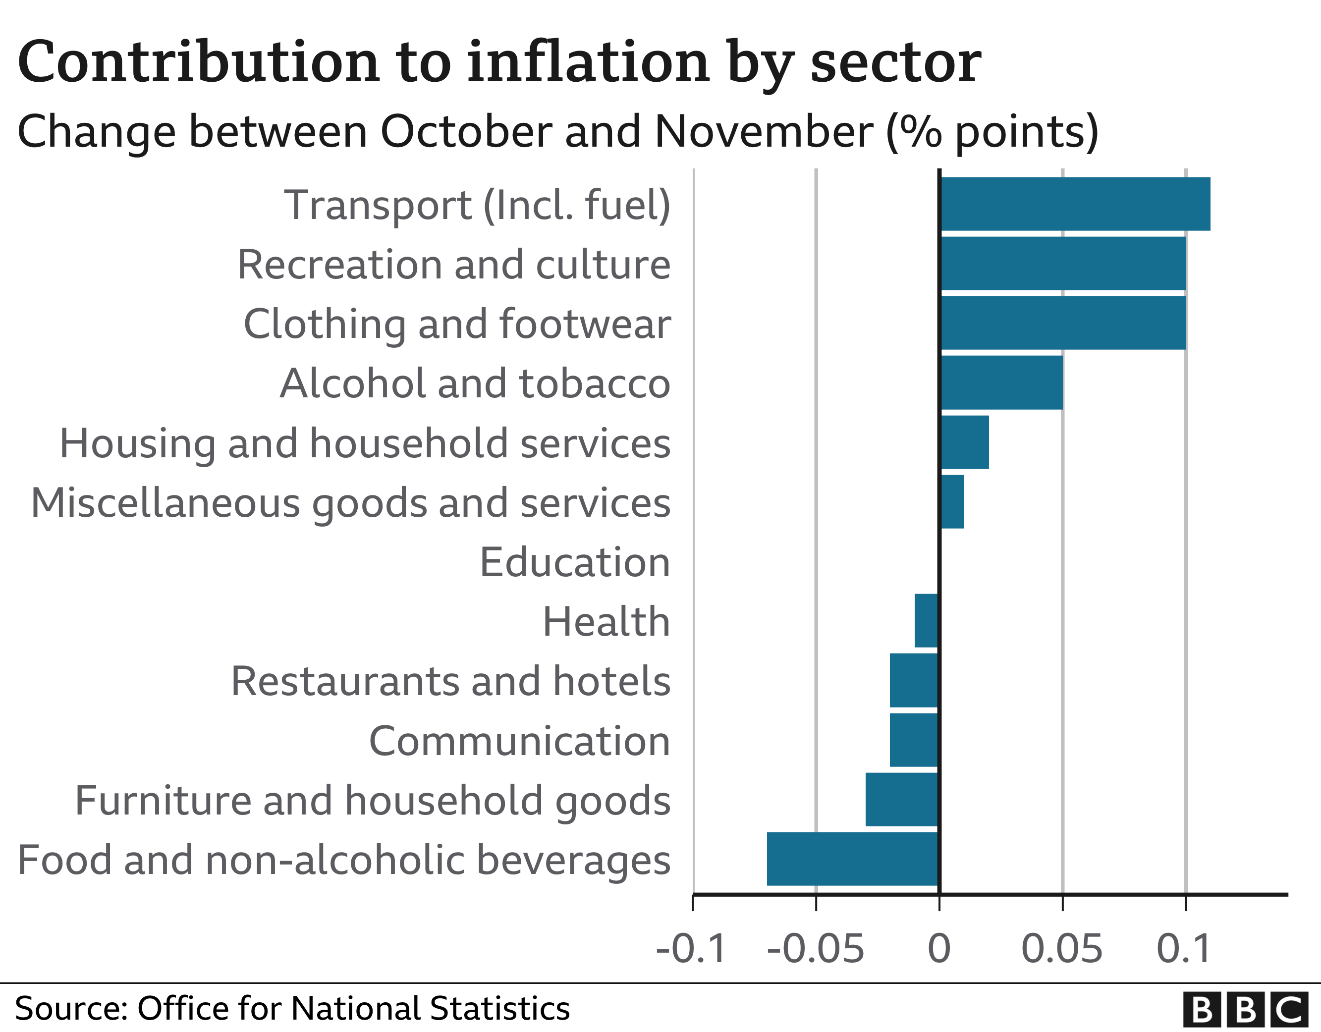 Contribution to inflation by sector
Change between October and November (% points)
Transport (Incl. fuel)
Recreation and culture
Clothing and footwear
Alcohol and tobacco
Housing and household services
Miscellaneous goods and services
Education
Health
Restaurants and hotels
Communication
Furniture and household goods
Food and non-alcoholic beverages
-0.1 -0.05 0 0.05 0.1
Source: Office for National Statistics BBC